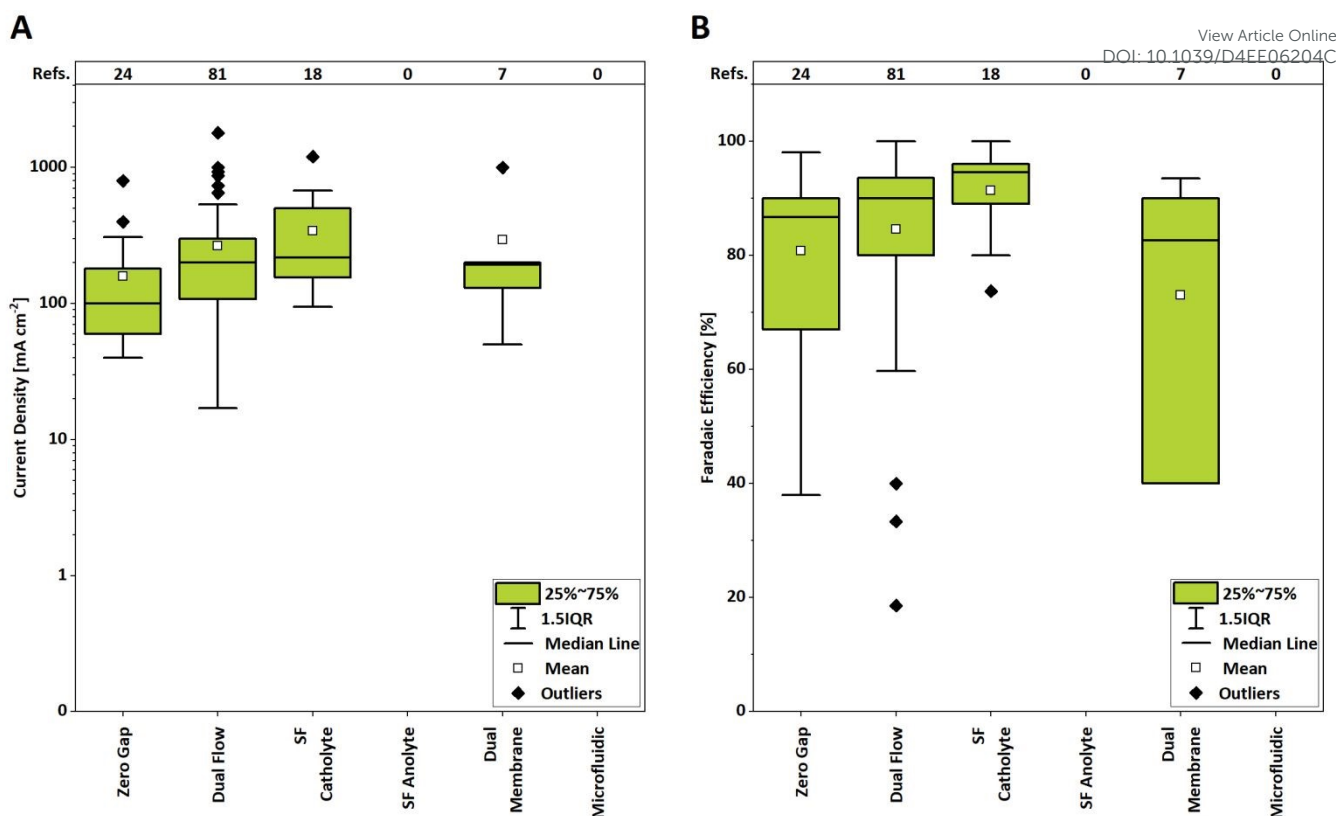 A
B
View Article Online
DOI: 10.1039/D4EE06204C
Refs. 24 81 18 0 7 0
1000
100
10
1
0
Current Density [mA cm-2]
25%~75%
1.5IQR
Median Line
Mean
Outliers
Zero Gap
Dual Flow
SF
Catholyte
SF Anolyte
Dual
Membrane
Microfluidic
Refs. 24 81 18 0 7 0
100
80
60
40
20
0
Faradaic Efficiency [%]
25%~75%
1.5IQR
Median Line
Mean
Outliers
Zero Gap
Dual Flow
SF
Catholyte
SF Anolyte
Dual
Membrane
Microfluidic